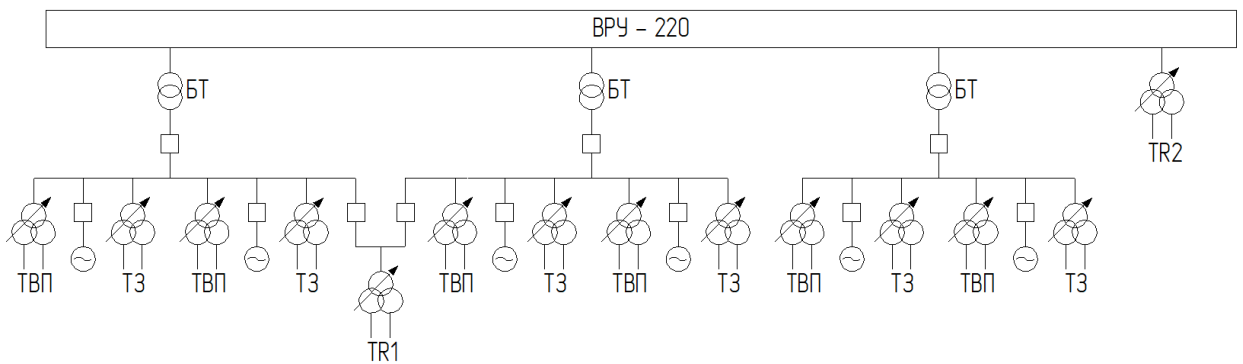 ВРУ - 220
БТ БТ БТ
TR2
ТВП ТЗ ТВП ТЗ ТВП ТЗ ТВП ТЗ ТВП ТЗ ТВП ТЗ
TR1